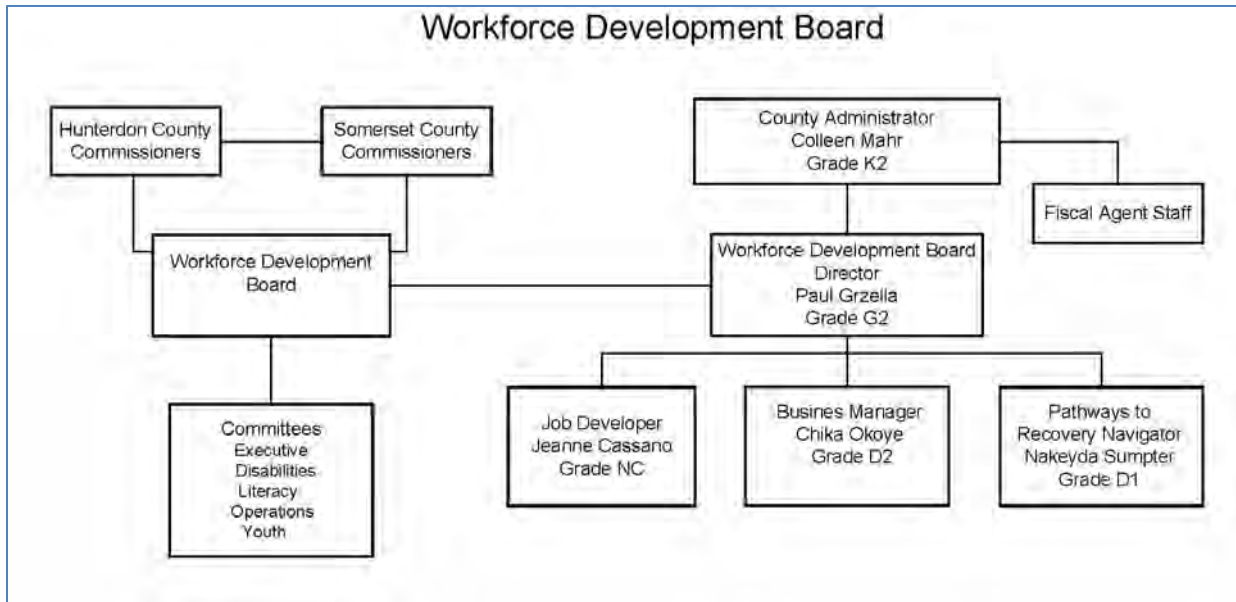 Workforce Development Board
Hunterdon County
Commissioners
Somerset County
Commissioners
County Administrator
Colleen Mahr
Grade K2
Fiscal Agent Staff
Workforce Development
Board
Workforce Development Board
Director
Paul Grzella
Grade G2
Committees
Executive
Disabilities
Literacy
Operations
Youth
Job Developer
Jeanne Cassano
Grade NC
Busines Manager
Chika Okoye
Grade D2
Pathways to
Recovery Navigator
Nakeyda Sumpter
Grade D1